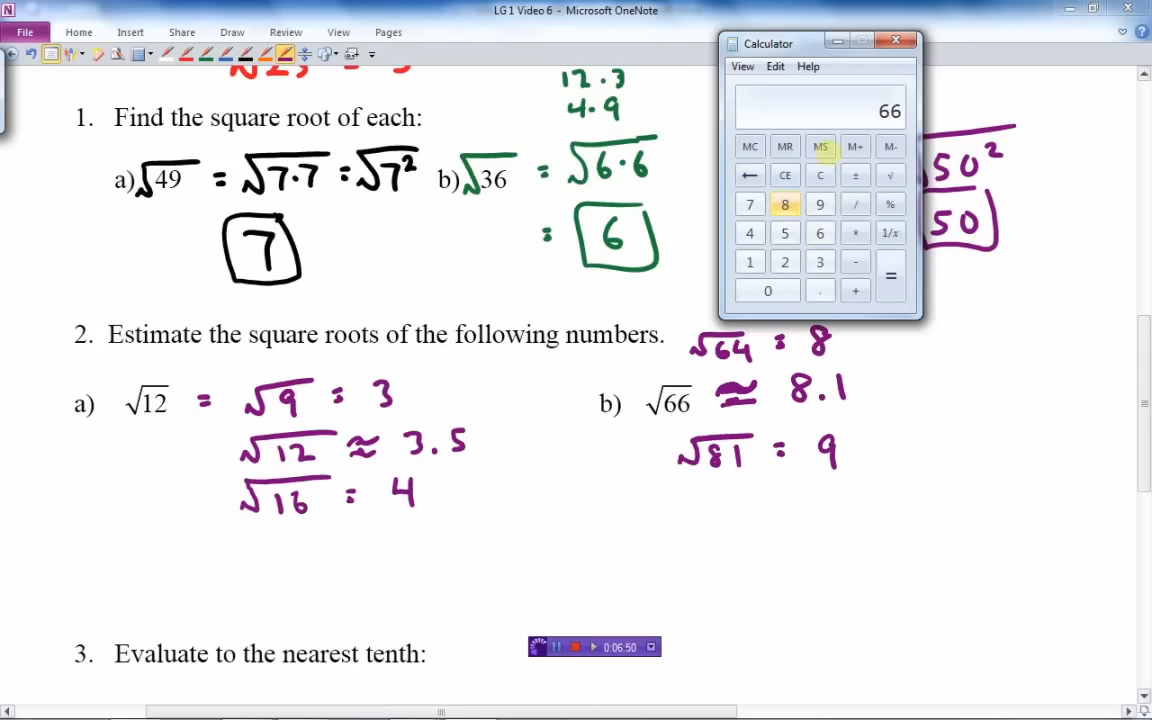 LG 1 Video 6 - Microsoft OneNote
File Home Insert Share Draw Review View Pages
12 · 3
4 · 9
1. Find the square root of each:
a) √49 = √7·7 = √7²
7
b) √36 = √6·6
= 6
√50²
50
Calculator
View Edit Help
66
MC MR MS M+ M-
← CE C ± √
7 8 9 / %
4 5 6 * 1/x
1 2 3 - =
0 . +
2. Estimate the square roots of the following numbers.
a) √12 = √9 = 3
√12 ≈ 3.5
√16 = 4
√64 = 8
b) √66 ≅ 8.1
√81 = 9
3. Evaluate to the nearest tenth:
0:06:50